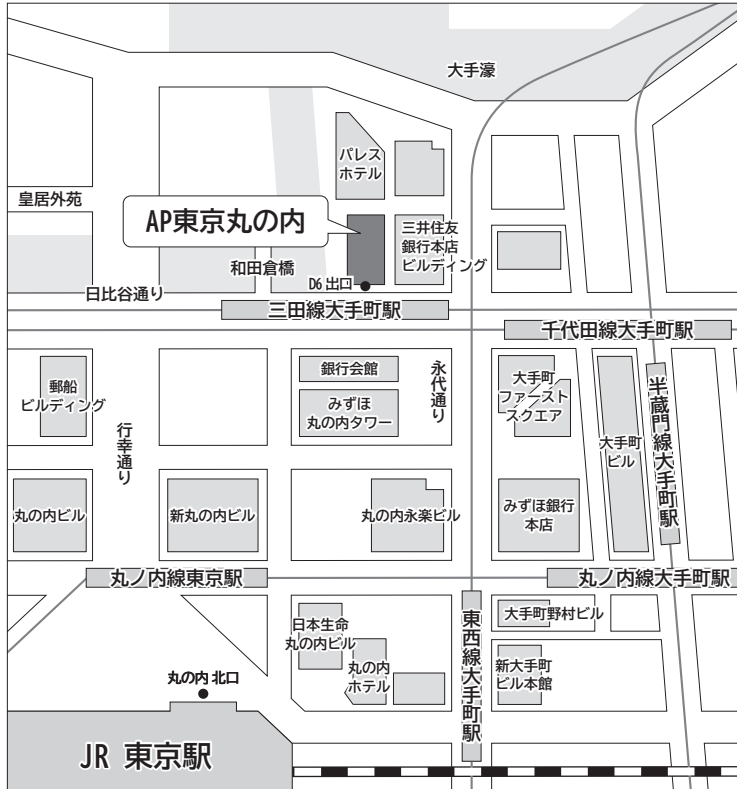 大手濠
パレス
ホテル
皇居外苑
AP東京丸の内
三井住友
銀行本店
ビルディング
和田倉橋
D6 出口
日比谷通り
三田線大手町駅
千代田線大手町駅
銀行会館
永代通り
大手町
ファースト
スクエア
郵船
ビルディング
みずほ
丸の内タワー
行幸通り
大手町
ビル
半蔵門線大手町駅
丸の内ビル
新丸の内ビル
丸の内永楽ビル
みずほ銀行
本店
丸ノ内線東京駅
丸ノ内線大手町駅
日本生命
丸の内ビル
東西線大手町駅
大手町野村ビル
丸の内
ホテル
新大手町
ビル本館
丸の内 北口
JR 東京駅